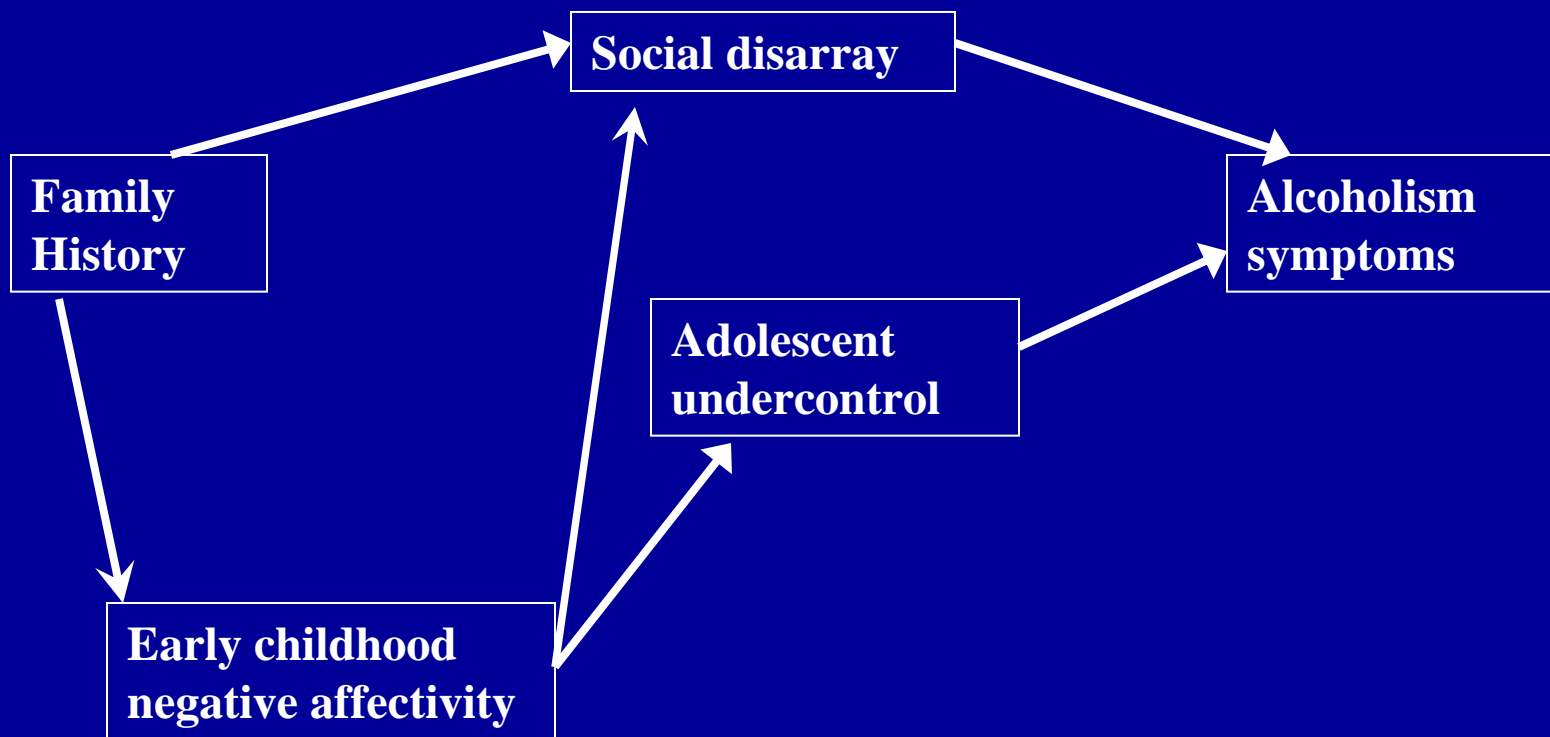 Social disarray
Family
History
Alcoholism
symptoms
Adolescent
undercontrol
Early childhood
negative affectivity